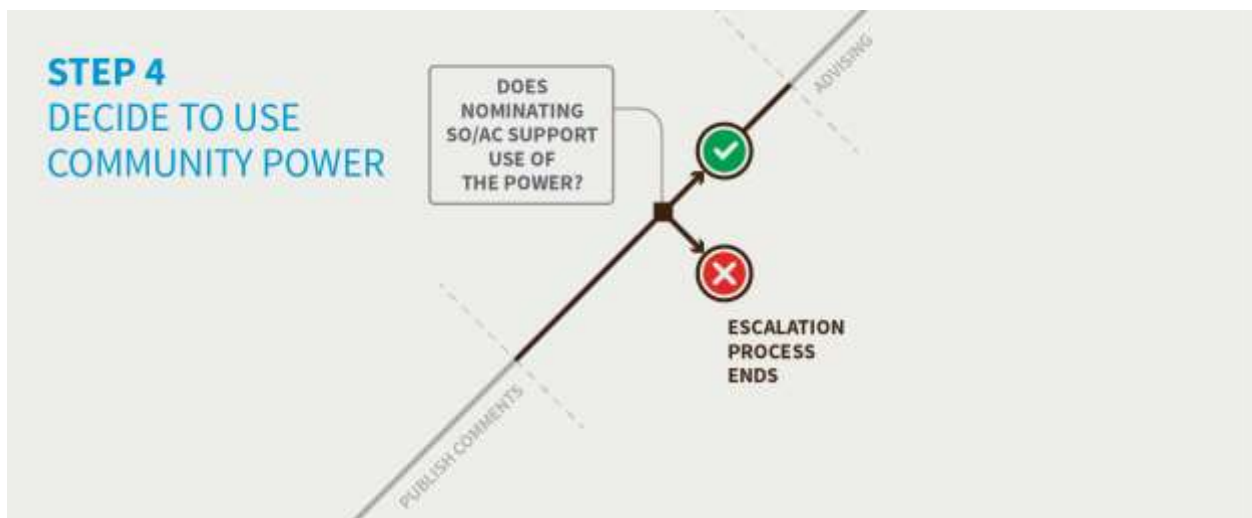 STEP 4
DECIDE TO USE
COMMUNITY POWER
DOES
NOMINATING
SO/AC SUPPORT
USE OF
THE POWER?
ADVISING
ESCALATION
PROCESS
ENDS
PUBLISH COMMENTS